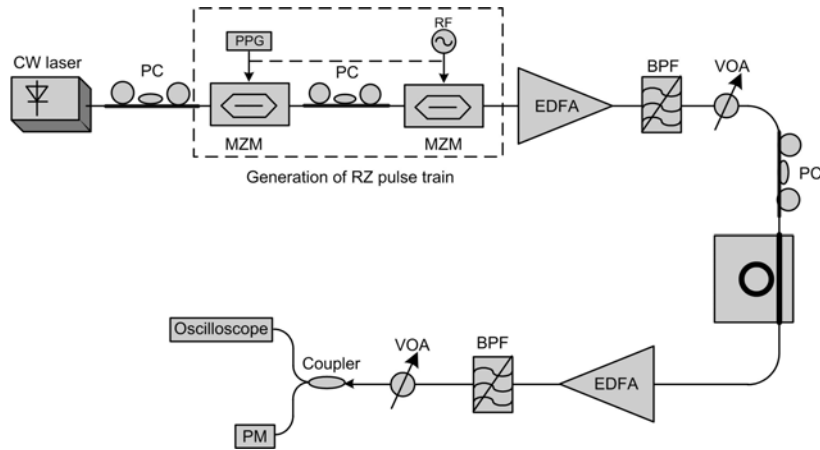 CW laser
PC
PPG
MZM
PC
RF
MZM
Generation of RZ pulse train
EDFA
BPF
VOA
PC
EDFA
BPF
VOA
Coupler
Oscilloscope
PM